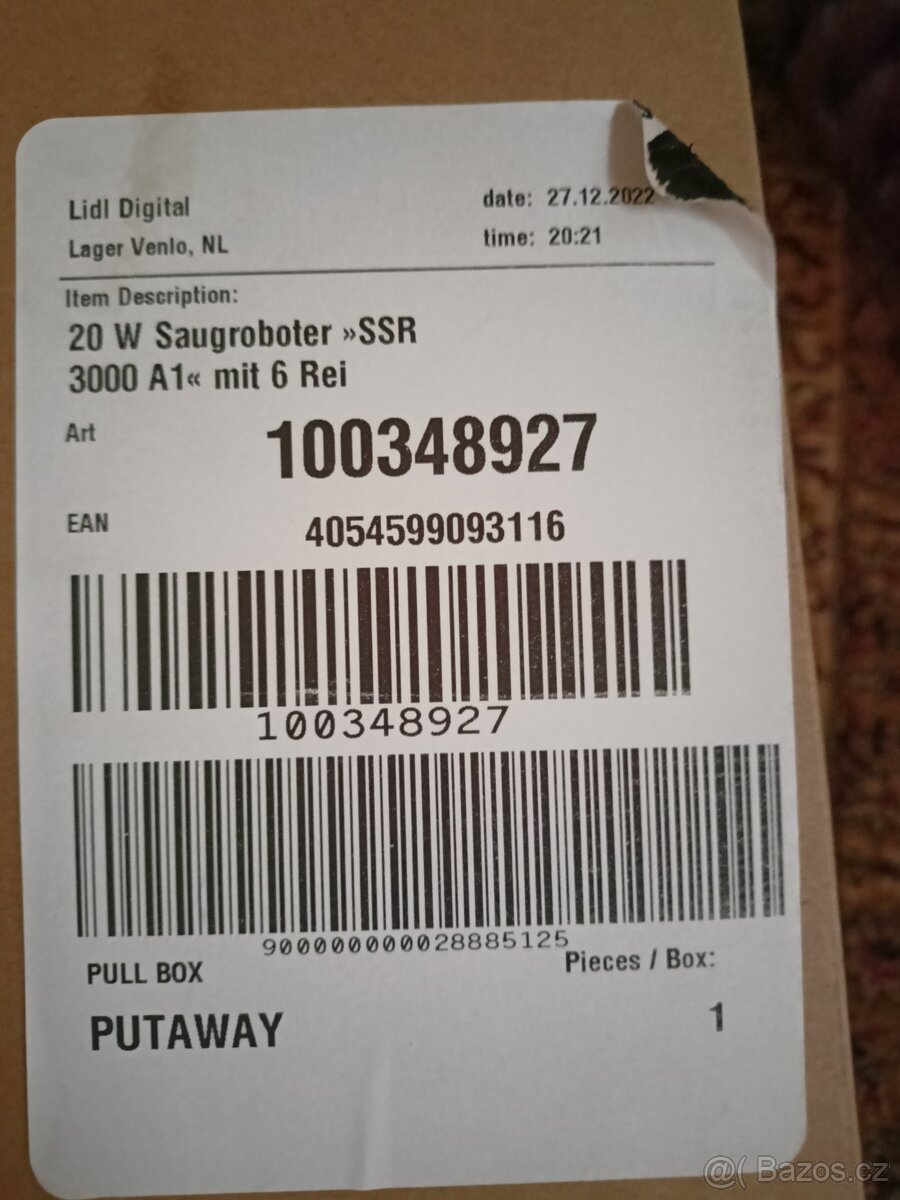 Lidl Digital
date: 27.12.2022
Lager Venlo, NL
time: 20:21
Item Description:
20 W Saugroboter »SSR
3000 A1« mit 6 Rei
Art
100348927
EAN
4054599093116
100348927
900000000028885125
PULL BOX
Pieces / Box:
PUTAWAY
1
@( Bazos.cz